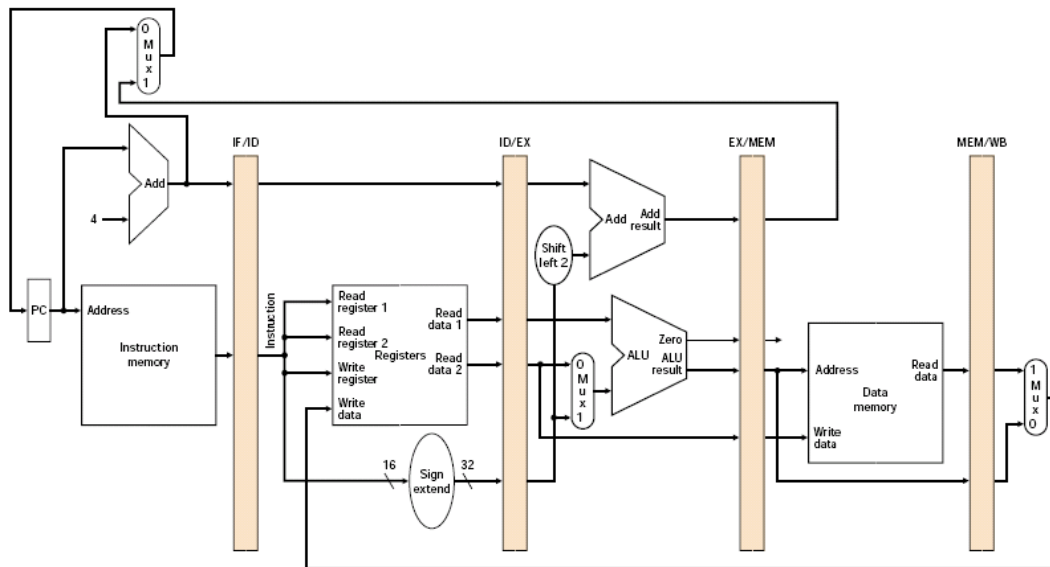 0
M
u
x
1
IF/ID
ID/EX
EX/MEM
MEM/WB
Add
4
Add
Add
result
Shift
left 2
PC
Address
Instruction
memory
Instruction
Read
register 1
Read
register 2
Write
register
Write
data
Registers
Read
data 1
Read
data 2
0
M
u
x
1
Zero
ALU
ALU
result
Address
Read
data
Data
memory
Write
data
1
M
u
x
0
16
Sign
extend
32